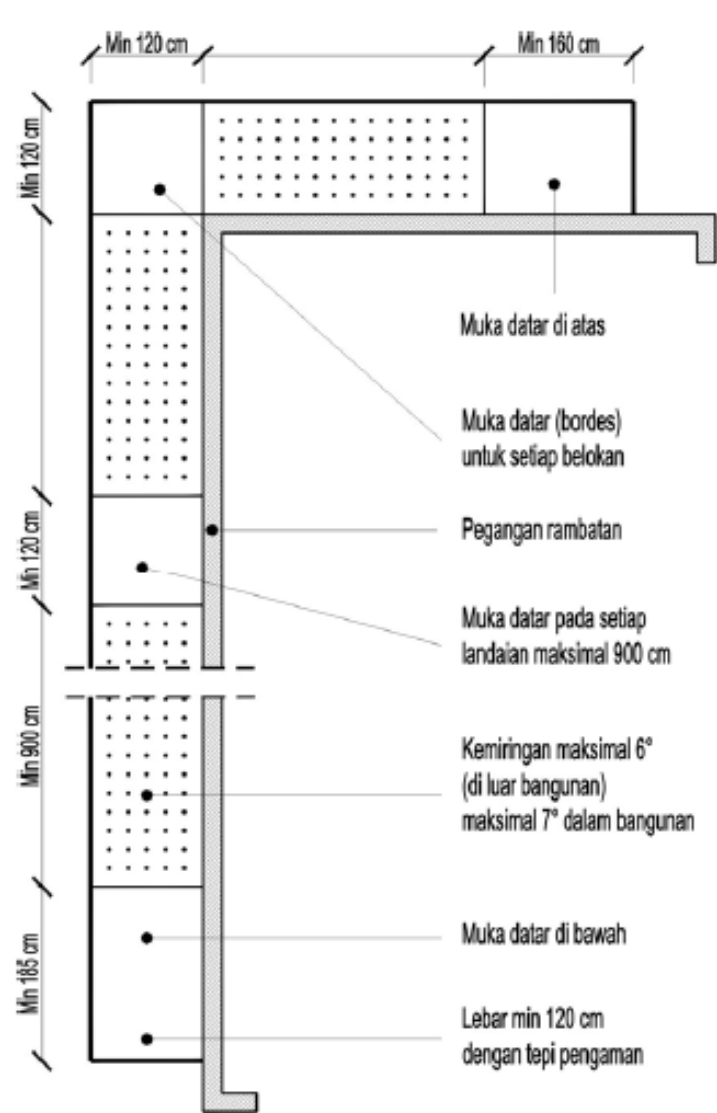 Min 120 cm
Min 160 cm
Min 120 cm
Muka datar di atas
Muka datar (bordes)
untuk setiap belokan
Min 120 cm
Pegangan rambatan
Muka datar pada setiap
landaian maksimal 900 cm
Min 900 cm
Kemiringan maksimal 6°
(di luar bangunan)
maksimal 7° dalam bangunan
Min 185 cm
Muka datar di bawah
Lebar min 120 cm
dengan tepi pengaman